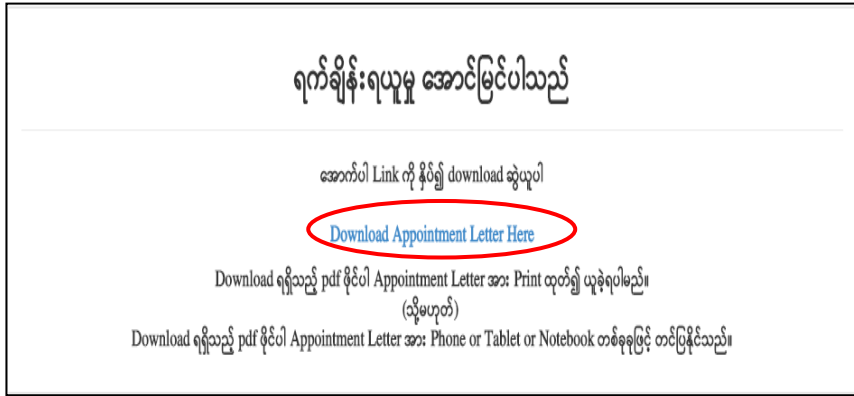 ရက်ချိန်းရယူမှု အောင်မြင်ပါသည်
အောက်ပါ Link ကို နှိပ်၍ download ဆွဲယူပါ
Download Appointment Letter Here
Download ရရှိသည့် pdf ဖိုင်ပါ Appointment Letter အား Print ထုတ်၍ ယူခဲ့ရပါမည်။
(သို့မဟုတ်)
Download ရရှိသည့် pdf ဖိုင်ပါ Appointment Letter အား Phone or Tablet or Notebook တစ်ခုခုဖြင့် တင်ပြနိုင်သည်။